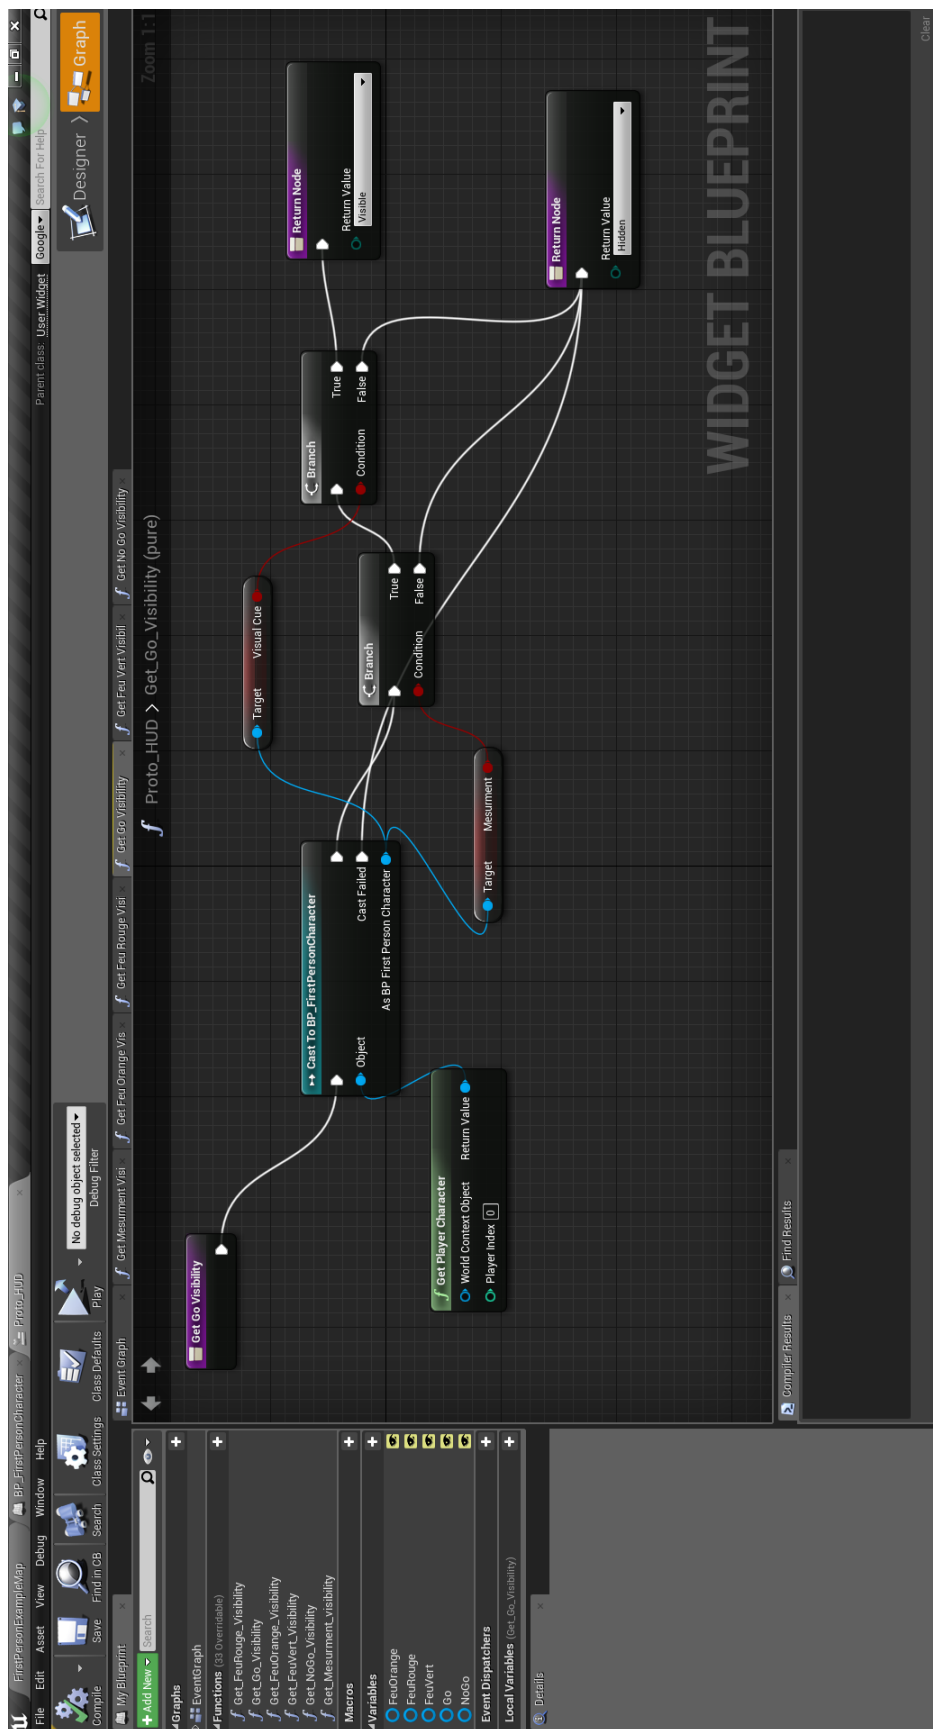 FirstPersonExampleMap
BP_FirstPersonCharacter
Proto_HUD
File Edit Asset View Window Debug Help
Parent class: User Widget
Google
Search For Help
Compile
Save
Find in CB
Search
Class Settings
Class Defaults
Play
No debug object selected
Debug Filter
Designer
Graph
My Blueprint
+ Add New
Search
Graphs
EventGraph
Functions (33 Overridable)
Get_FeuRouge_Visibility
Get_Go_Visibility
Get_FeuOrange_Visibility
Get_FeuVert_Visibility
Get_NoGo_Visibility
Get_Mesurment_visibility
Macros
Variables
FeuOrange
FeuRouge
FeuVert
Go
NoGo
Event Dispatchers
Local Variables (Get_Go_Visibility)
Details
Event Graph
Get Mesurment Visi
Get Feu Orange Vis
Get Feu Rouge Visi
Get Go Visibility
Get Feu Vert Visibil
Get No Go Visibility
Proto_HUD > Get_Go_Visibility (pure)
Zoom 1:1
Get Go Visibility
Cast To BP_FirstPersonCharacter
Object
Cast Failed
As BP First Person Character
Get Player Character
World Context Object
Return Value
Player Index 0
Target
Visual Cue
Target
Mesurment
Branch
True
Condition
False
Branch
True
Condition
False
Return Node
Return Value
Visible
Return Node
Return Value
Hidden
WIDGET BLUEPRINT
Compiler Results
Find Results
Clear